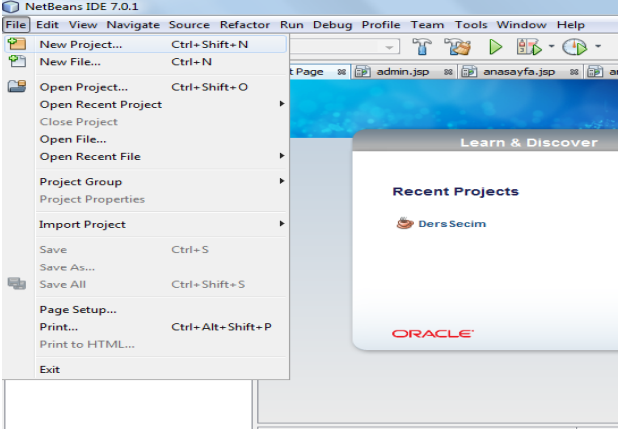 NetBeans IDE 7.0.1
File Edit View Navigate Source Refactor Run Debug Profile Team Tools Window Help
New Project... Ctrl+Shift+N
New File... Ctrl+N
t Page admin.jsp anasayfa.jsp
Open Project... Ctrl+Shift+O
Open Recent Project
Close Project
Open File...
Open Recent File
Project Group
Project Properties
Import Project
Save Ctrl+S
Save As...
Save All Ctrl+Shift+S
Page Setup...
Print... Ctrl+Alt+Shift+P
Print to HTML...
Exit
Learn & Discover
Recent Projects
DersSecim
ORACLE